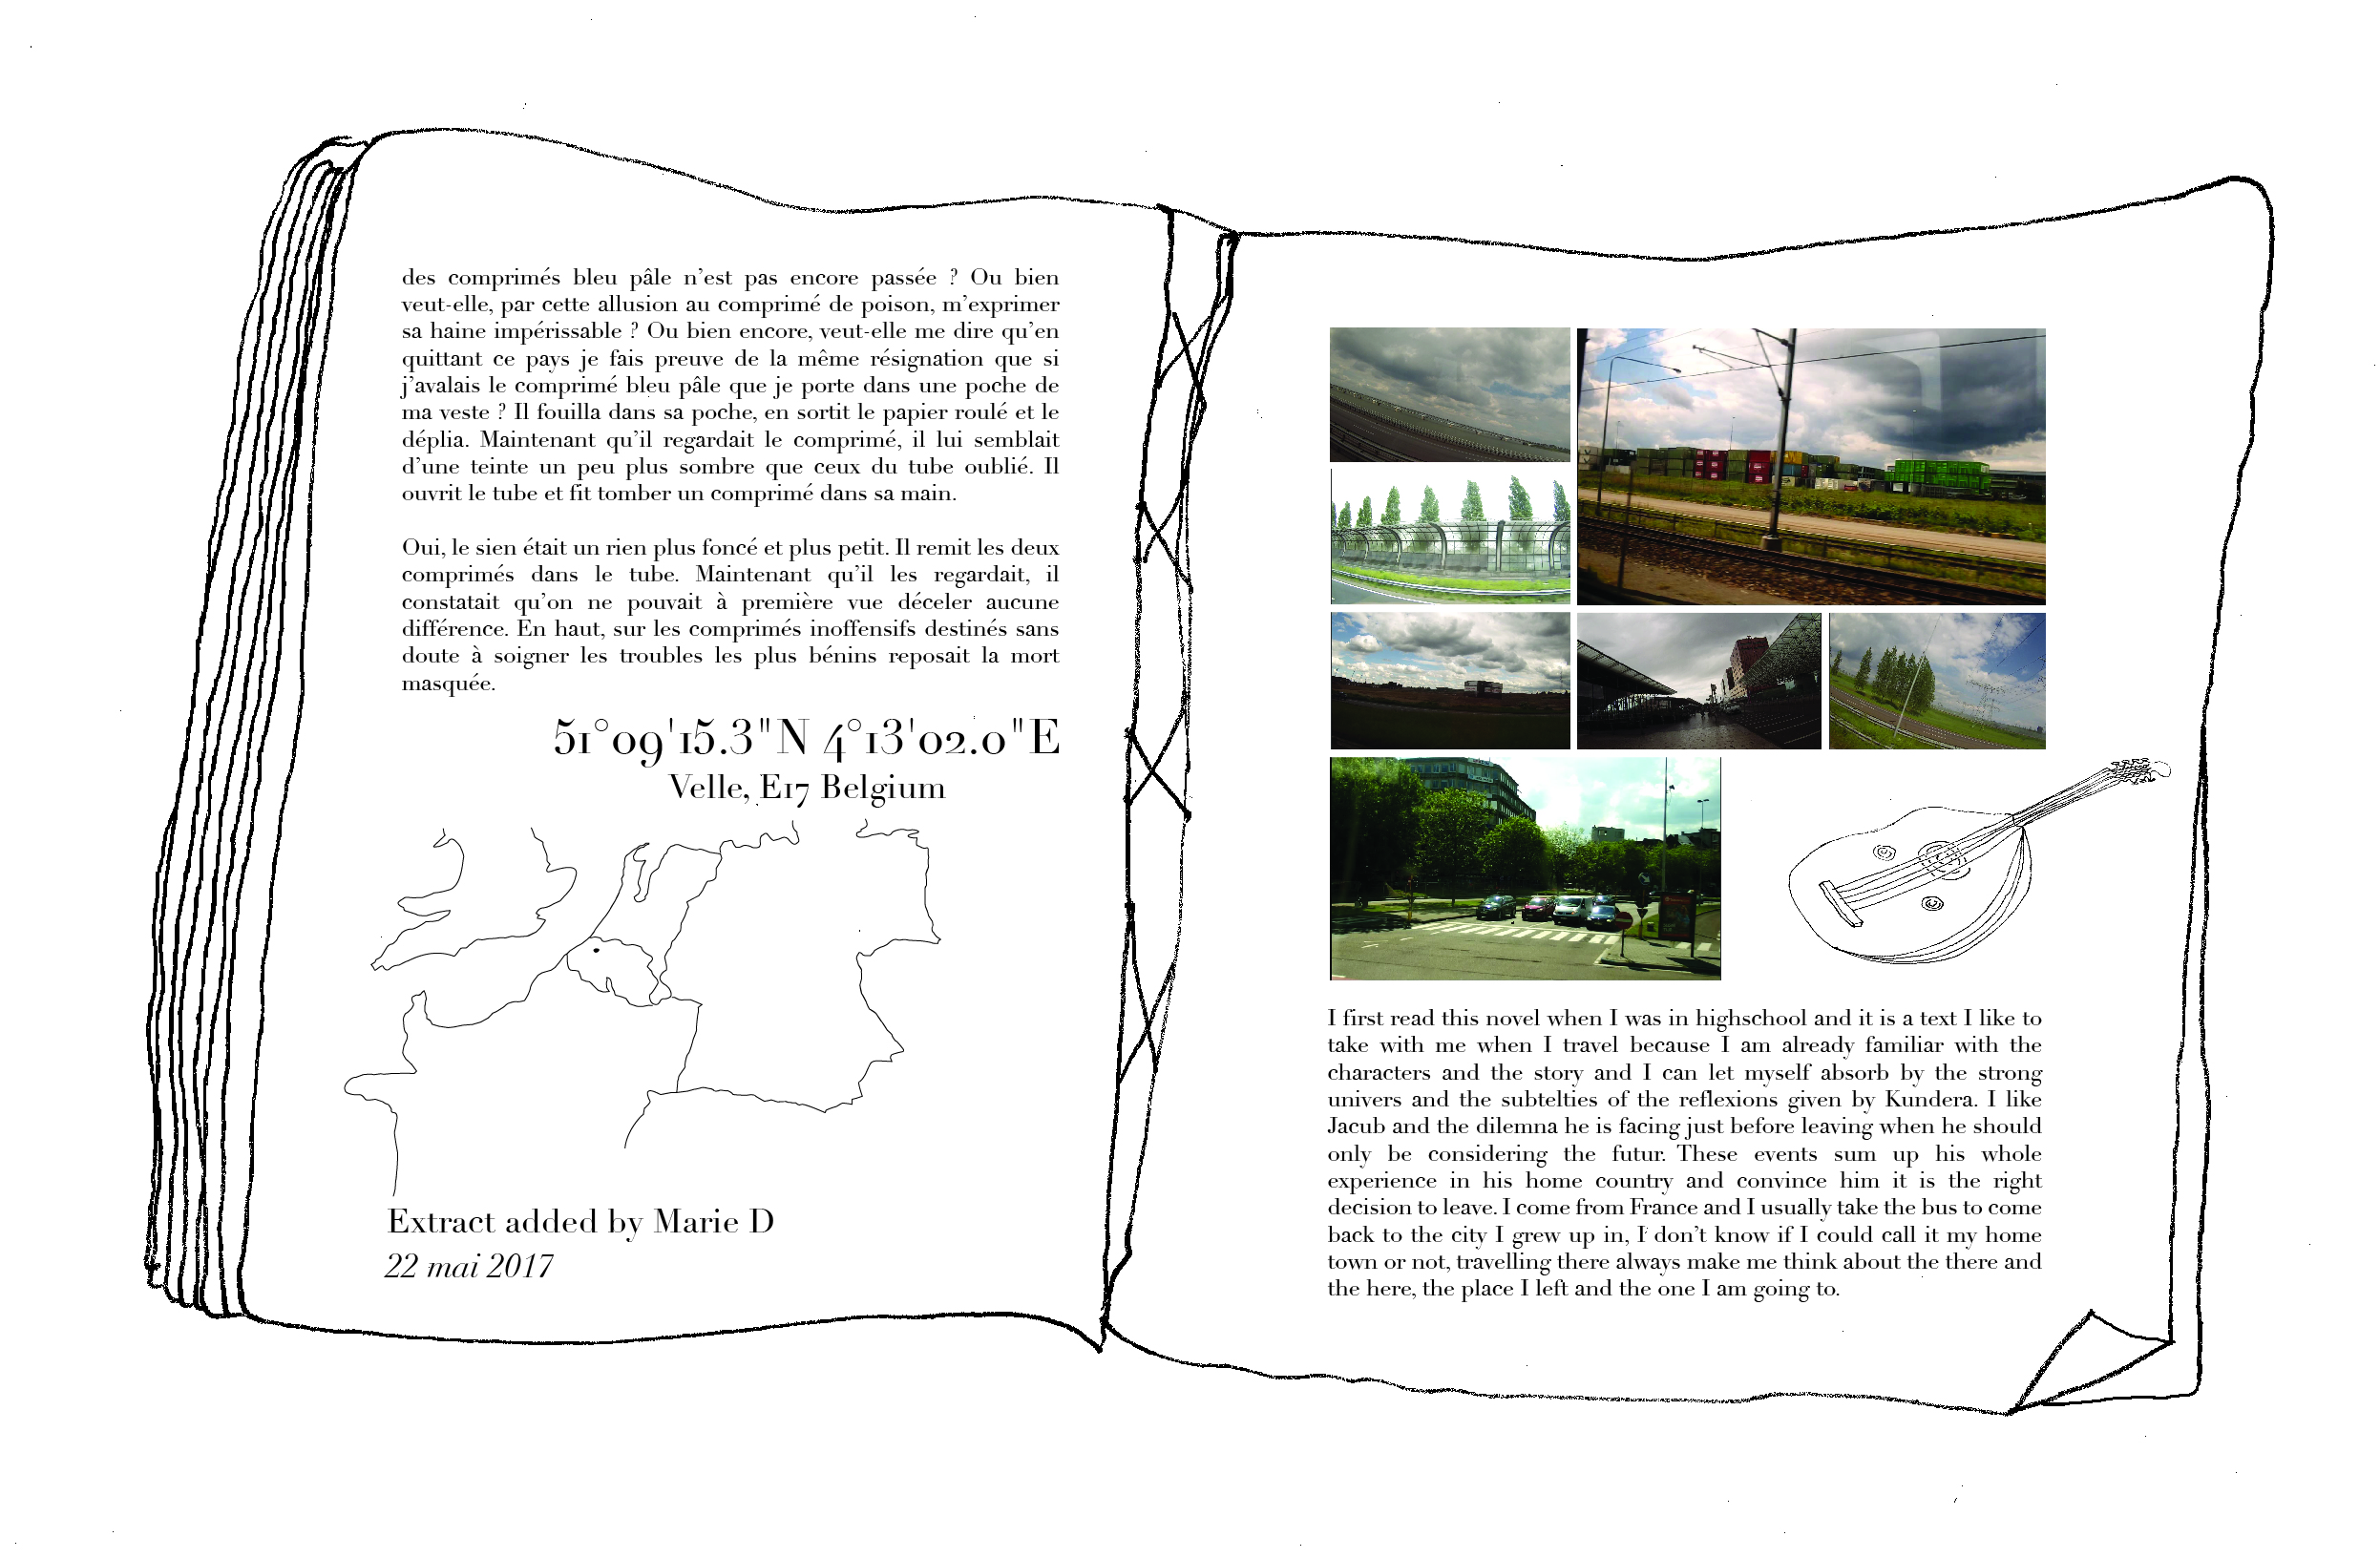 des comprimés bleu pâle n'est pas encore passée ? Ou bien
veut-elle, par cette allusion au comprimé de poison, m'exprimer
sa haine impérissable ? Ou bien encore, veut-elle me dire qu'en
quittant ce pays je fais preuve de la même résignation que si
j'avalais le comprimé bleu pâle que je porte dans une poche de
ma veste ? Il fouilla dans sa poche, en sortit le papier roulé et le
déplia. Maintenant qu'il regardait le comprimé, il lui semblait
d'une teinte un peu plus sombre que ceux du tube oublié. Il
ouvrit le tube et fit tomber un comprimé dans sa main.
Oui, le sien était un rien plus foncé et plus petit. Il remit les deux
comprimés dans le tube. Maintenant qu'il les regardait, il
constatait qu'on ne pouvait à première vue déceler aucune
différence. En haut, sur les comprimés inoffensifs destinés sans
doute à soigner les troubles les plus bénins reposait la mort
masquée.
51°09'15.3"N 4°13'02.0"E
Velle, E17 Belgium
Extract added by Marie D
22 mai 2017
I first read this novel when I was in highschool and it is a text I like to
take with me when I travel because I am already familiar with the
characters and the story and I can let myself absorb by the strong
univers and the subtelties of the reflexions given by Kundera. I like
Jacub and the dilemna he is facing just before leaving when he should
only be considering the futur. These events sum up his whole
experience in his home country and convince him it is the right
decision to leave. I come from France and I usually take the bus to come
back to the city I grew up in, I don't know if I could call it my home
town or not, travelling there always make me think about the there and
the here, the place I left and the one I am going to.